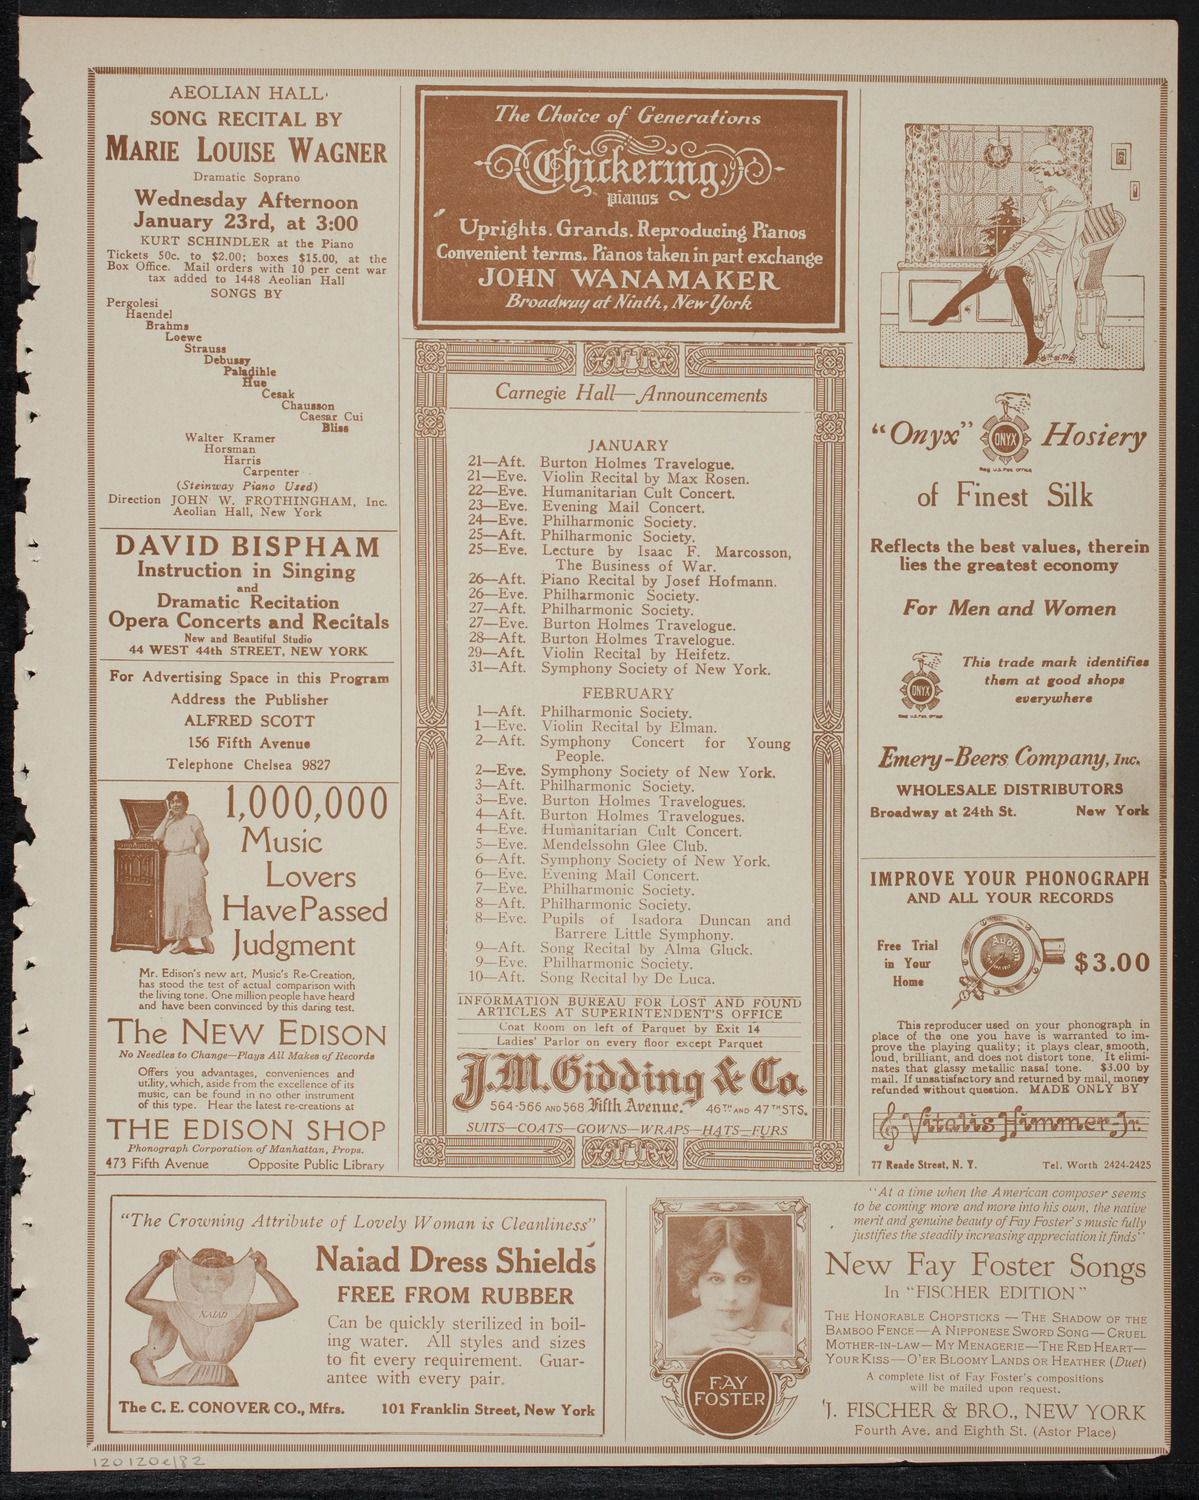 AEOLIAN HALL
SONG RECITAL BY
MARIE LOUISE WAGNER
Dramatic Soprano
Wednesday Afternoon
January 23rd, at 3:00
KURT SCHINDLER at the Piano
Tickets 50c. to $2.00; boxes $15.00, at the
Box Office. Mail orders with 10 per cent war
tax added to 1448 Aeolian Hall
SONGS BY
Pergolesi
Haendel
Brahms
Loewe
Strauss
Debussy
Paladihle
Hue
Cesak
Chausson
Caesar Cui
Bliss
Walter Kramer
Horsman
Harris
Carpenter
(Steinway Piano Used)
Direction JOHN W. FROTHINGHAM, Inc.
Aeolian Hall, New York
DAVID BISPHAM
Instruction in Singing
and
Dramatic Recitation
Opera Concerts and Recitals
New and Beautiful Studio
44 WEST 44th STREET, NEW YORK
For Advertising Space in this Program
Address the Publisher
ALFRED SCOTT
156 Fifth Avenue
Telephone Chelsea 9827
1,000,000
Music
Lovers
Have Passed
Judgment
Mr. Edison's new art, Music's Re-Creation,
has stood the test of actual comparison with
the living tone. One million people have heard
and have been convinced by this daring test.
The NEW EDISON
No Needles to Change—Plays All Makes of Records
Offers you advantages, conveniences and
utility, which, aside from the excellence of its
music, can be found in no other instrument
of this type. Hear the latest re-creations at
THE EDISON SHOP
Phonograph Corporation of Manhattan, Props.
473 Fifth Avenue Opposite Public Library
The Choice of Generations
Chickering
pianos
Uprights. Grands. Reproducing Pianos
Convenient terms. Pianos taken in part exchange
JOHN WANAMAKER
Broadway at Ninth, New York
Carnegie Hall—Announcements
JANUARY
21—Aft. Burton Holmes Travelogue.
21—Eve. Violin Recital by Max Rosen.
22—Eve. Humanitarian Cult Concert.
23—Eve. Evening Mail Concert.
24—Eve. Philharmonic Society.
25—Aft. Philharmonic Society.
25—Eve. Lecture by Isaac F. Marcosson,
The Business of War.
26—Aft. Piano Recital by Josef Hofmann.
26—Eve. Philharmonic Society.
27—Aft. Philharmonic Society.
27—Eve. Burton Holmes Travelogue.
28—Aft. Burton Holmes Travelogue.
29—Aft. Violin Recital by Heifetz.
31—Aft. Symphony Society of New York.
FEBRUARY
1—Aft. Philharmonic Society.
1—Eve. Violin Recital by Elman.
2—Aft. Symphony Concert for Young
People.
2—Eve. Symphony Society of New York.
3—Aft. Philharmonic Society.
3—Eve. Burton Holmes Travelogues.
4—Aft. Burton Holmes Travelogues.
4—Eve. Humanitarian Cult Concert.
5—Eve. Mendelssohn Glee Club.
6—Aft. Symphony Society of New York.
6—Eve. Evening Mail Concert.
7—Eve. Philharmonic Society.
8—Aft. Philharmonic Society.
8—Eve. Pupils of Isadora Duncan and
Barrere Little Symphony.
9—Aft. Song Recital by Alma Gluck.
9—Eve. Philharmonic Society.
10—Aft. Song Recital by De Luca.
INFORMATION BUREAU FOR LOST AND FOUND
ARTICLES AT SUPERINTENDENT'S OFFICE
Coat Room on left of Parquet by Exit 14
Ladies' Parlor on every floor except Parquet
J.M. Gidding & Co.
564-566 AND 568 Fifth Avenue. 46TH AND 47TH STS.
SUITS—COATS—GOWNS—WRAPS—HATS—FURS
"Onyx" ONYX Hosiery
Reg. U.S. Pat. Office
of Finest Silk
Reflects the best values, therein
lies the greatest economy
For Men and Women
ONYX
Reg. U.S. Pat. Office
This trade mark identifies
them at good shops
everywhere
Emery-Beers Company, Inc.
WHOLESALE DISTRIBUTORS
Broadway at 24th St. New York
IMPROVE YOUR PHONOGRAPH
AND ALL YOUR RECORDS
Free Trial
in Your
Home
Audion
$3.00
This reproducer used on your phonograph in
place of the one you have is warranted to im-
prove the playing quality; it plays clear, smooth,
loud, brilliant, and does not distort tone. It elimi-
nates that glassy metallic nasal tone. $3.00 by
mail. If unsatisfactory and returned by mail, money
refunded without question. MADE ONLY BY
Vitalis Himmer Jr.
77 Reade Street, N. Y. Tel. Worth 2424-2425
"The Crowning Attribute of Lovely Woman is Cleanliness"
NAIAD
Naiad Dress Shields
FREE FROM RUBBER
Can be quickly sterilized in boil-
ing water. All styles and sizes
to fit every requirement. Guar-
antee with every pair.
The C. E. CONOVER CO., Mfrs. 101 Franklin Street, New York
FAY
FOSTER
"At a time when the American composer seems
to be coming more and more into his own, the native
merit and genuine beauty of Fay Foster's music fully
justifies the steadily increasing appreciation it finds"
New Fay Foster Songs
In "FISCHER EDITION"
THE HONORABLE CHOPSTICKS — THE SHADOW OF THE
BAMBOO FENCE—A NIPPONESE SWORD SONG—CRUEL
MOTHER-IN-LAW—MY MENAGERIE—THE RED HEART—
YOUR KISS—O'ER BLOOMY LANDS OR HEATHER (Duet)
A complete list of Fay Foster's compositions
will be mailed upon request.
J. FISCHER & BRO., NEW YORK
Fourth Ave. and Eighth St. (Astor Place)
120120e/82